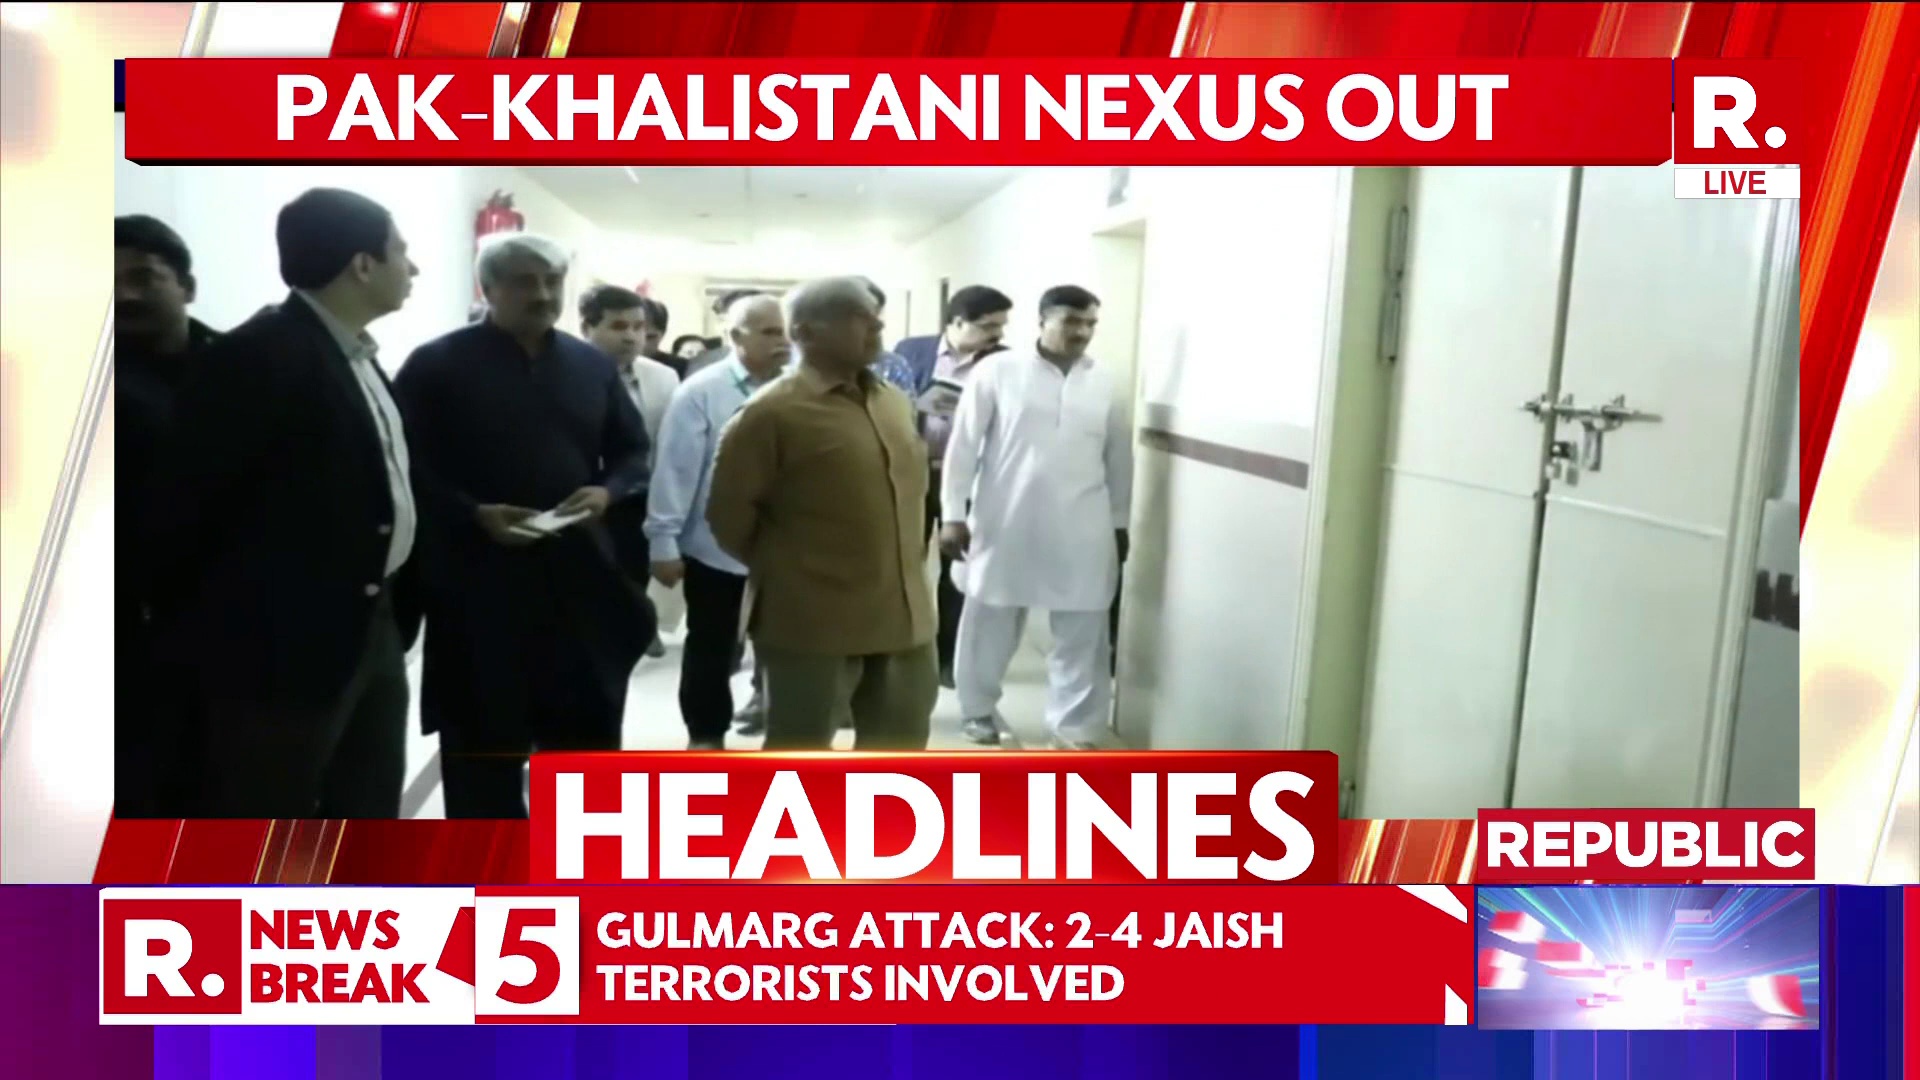 PAK-KHALISTANI NEXUS OUT
R.
LIVE
HEADLINES
REPUBLIC
R.
NEWS
BREAK
5
GULMARG ATTACK: 2-4 JAISH
TERRORISTS INVOLVED